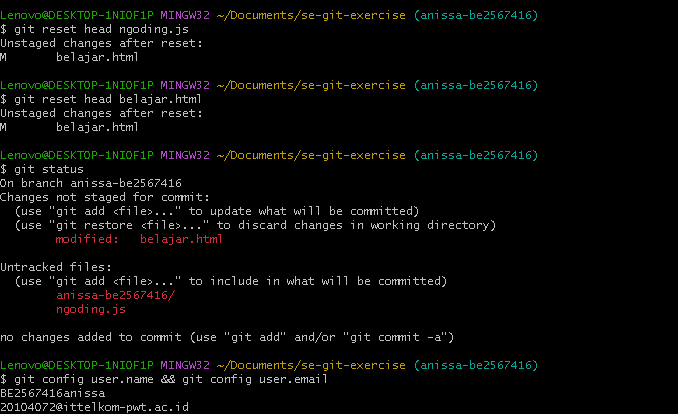 Lenovo@DESKTOP-1NIOF1P MINGW32 ~/Documents/se-git-exercise (anissa-be2567416)
$ git reset head ngoding.js
Unstaged changes after reset:
M       belajar.html

Lenovo@DESKTOP-1NIOF1P MINGW32 ~/Documents/se-git-exercise (anissa-be2567416)
$ git reset head belajar.html
Unstaged changes after reset:
M       belajar.html

Lenovo@DESKTOP-1NIOF1P MINGW32 ~/Documents/se-git-exercise (anissa-be2567416)
$ git status
On branch anissa-be2567416
Changes not staged for commit:
  (use "git add <file>..." to update what will be committed)
  (use "git restore <file>..." to discard changes in working directory)
        modified:   belajar.html

Untracked files:
  (use "git add <file>..." to include in what will be committed)
        anissa-be2567416/
        ngoding.js

no changes added to commit (use "git add" and/or "git commit -a")

Lenovo@DESKTOP-1NIOF1P MINGW32 ~/Documents/se-git-exercise (anissa-be2567416)
$ git config user.name && git config user.email
BE2567416anissa
20104072@ittelkom-pwt.ac.id